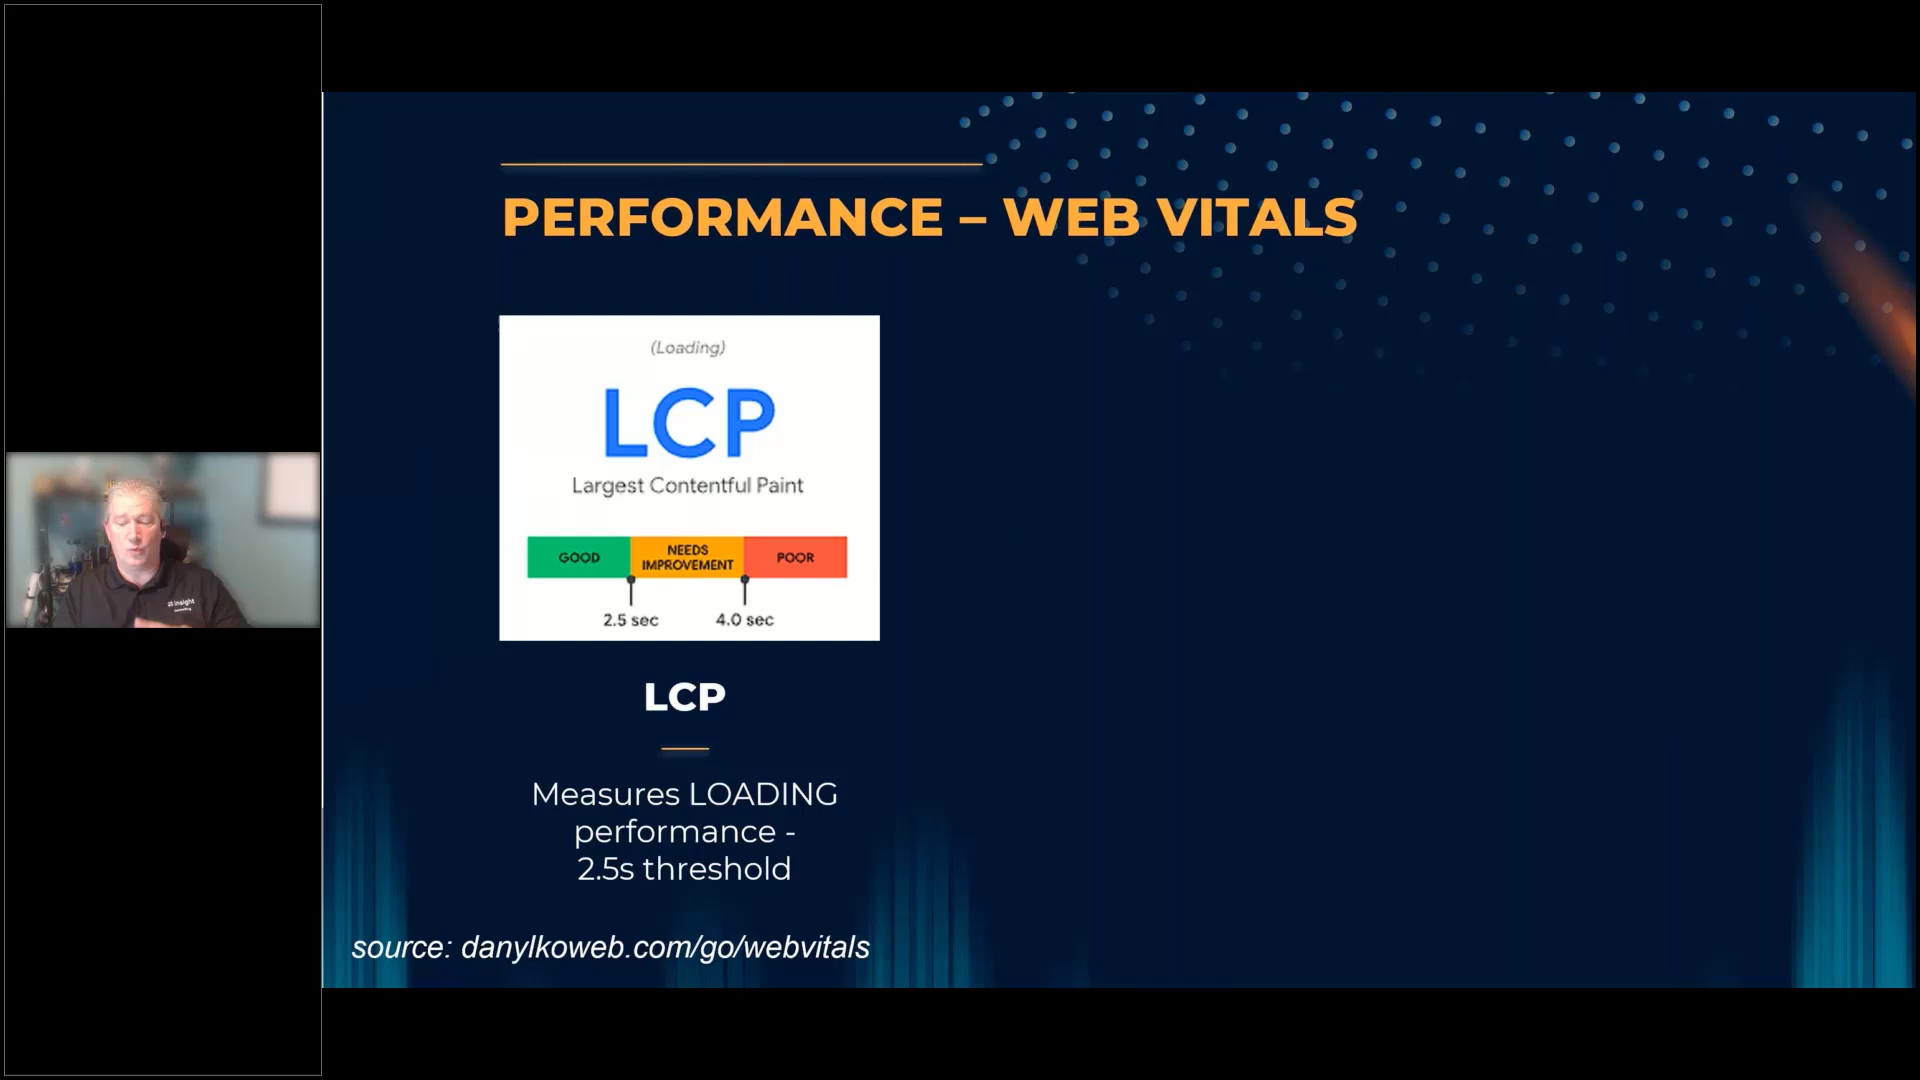 PERFORMANCE – WEB VITALS
(Loading)
LCP
Largest Contentful Paint
GOOD
NEEDS
IMPROVEMENT
POOR
2.5 sec
4.0 sec
LCP
Measures LOADING
performance -
2.5s threshold
source: danylkoweb.com/go/webvitals
insight